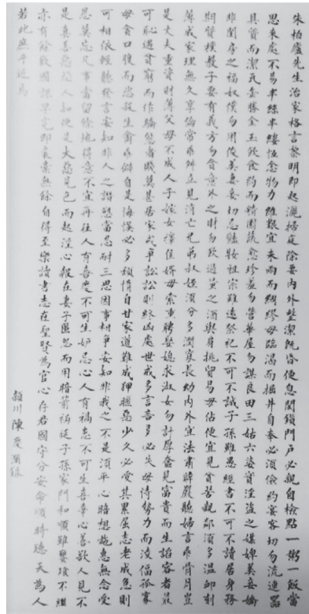 朱柏廬先生治家格言黎明即起灑掃庭除要內外整潔既昏便息關鎖門戶必親自檢點一粥一飯當
思來處不易半絲半縷恆念物力維艱宜未雨而綢繆毋臨渴而掘井自奉必須儉約宴客切勿流連器
具質而潔瓦缶勝金玉飲食約而精園蔬愈珍羞勿營華屋勿謀良田三姑六婆實淫盜之媒婢美妾嬌
非閨房之福奴僕勿用俊美妻妾切忌艷妝祖宗雖遠祭祀不可不誠子孫雖愚經書不可不讀居身務
期質樸教子要有義方勿貪意外之財勿飲過量之酒與肩挑貿易毋佔便宜見貧苦親鄰須多溫卹刻
薄成家理無久享倫常乖舛立見消亡兄弟叔姪須分多潤寡長幼內外宜法肅辭嚴聽婦言乖骨肉豈
是丈夫重資財薄父母不成人子嫁女擇佳婿毋索重聘娶媳求淑女勿計厚奩見富貴而生諂容者最
可恥遇貧窮而作驕態者賤莫甚居家戒爭訟訟則終凶處世戒多言言多必失毋恃勢力而凌逼孤寡
毋貪口腹而恣殺生禽乖僻自是悔誤必多頹惰自甘家道難成狎暱惡少久必受其累屈志老成急則
可相依輕聽發言安知非人之譖愬當忍耐三思因事相爭安知非我之不是須平心暗想施惠無念受
恩莫忘凡事當留餘地得意不宜再往人有喜慶不可生妒忌心人有禍患不可生喜幸心善欲人見不
是真善惡恐人知便是大惡見色而起淫心報在妻子匿怨而用暗箭禍延子孫家門和順雖饔飧不繼
亦有餘歡國課早完即囊橐無餘自得至樂讀書志在聖賢為官心存君國守分安命順時聽天為人
若此庶乎近焉
潁川陳慶